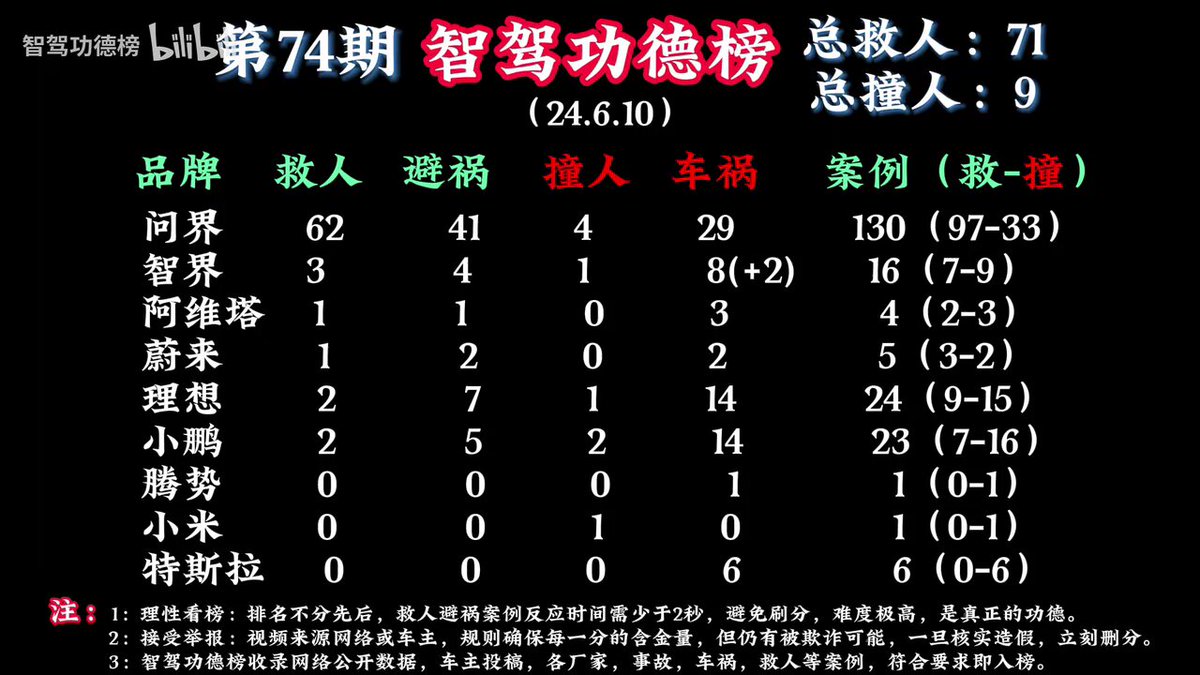 智驾功德榜 bilibili 第74期 智驾功德榜 总救人：71
（24.6.10） 总撞人：9
品牌 救人 避祸 撞人 车祸 案例（救-撞）
问界 62 41 4 29 130（97-33）
智界 3 4 1 8(+2) 16（7-9）
阿维塔 1 1 0 3 4（2-3）
蔚来 1 2 0 2 5（3-2）
理想 2 7 1 14 24（9-15）
小鹏 2 5 2 14 23（7-16）
腾势 0 0 0 1 1（0-1）
小米 0 0 1 0 1（0-1）
特斯拉 0 0 0 6 6（0-6）
注：1：理性看榜：排名不分先后，救人避祸案例反应时间需少于2秒，避免刷分，难度极高，是真正的功德。
2：接受举报：视频来源网络或车主，规则确保每一分的含金量，但仍有被欺诈可能，一旦核实造假，立刻删分。
3：智驾功德榜收录网络公开数据，车主投稿，各厂家，事故，车祸，救人等案例，符合要求即入榜。